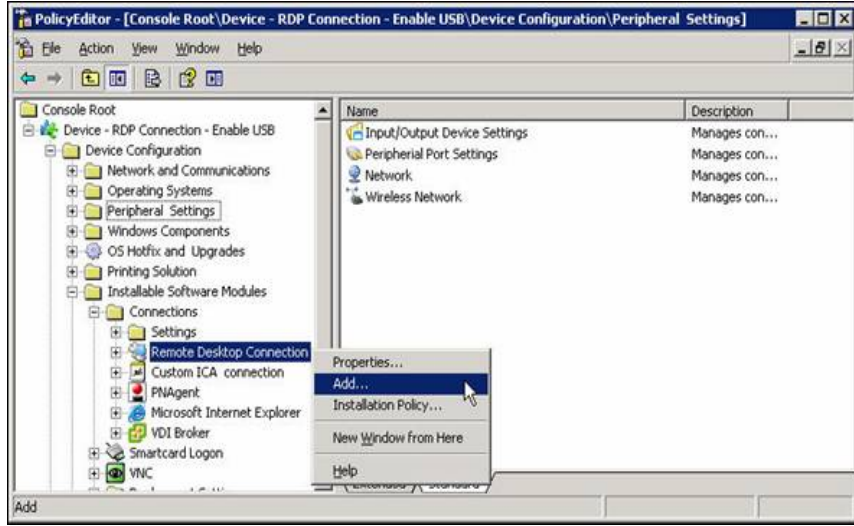 PolicyEditor - [Console Root\Device - RDP Connection - Enable USB\Device Configuration\Peripheral Settings]
File Action View Window Help
Console Root
Device - RDP Connection - Enable USB
Device Configuration
Network and Communications
Operating Systems
Peripheral Settings
Windows Components
OS Hotfix and Upgrades
Printing Solution
Installable Software Modules
Connections
Settings
Remote Desktop Connection
Custom ICA connection
PNAgent
Microsoft Internet Explorer
VDI Broker
Smartcard Logon
VNC
Name Description
Input/Output Device Settings Manages con...
Peripherial Port Settings Manages con...
Network Manages con...
Wireless Network Manages con...
Properties...
Add...
Installation Policy...
New Window from Here
Help
Extended Standard
Add